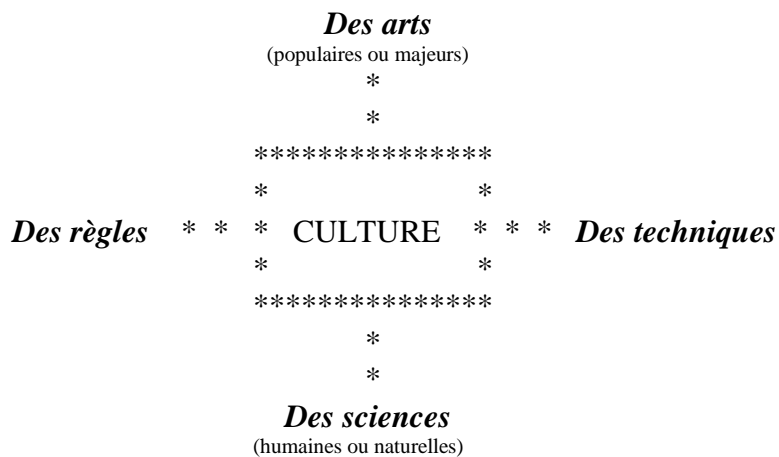 Des arts
(populaires ou majeurs)
*
*
***************
* *
Des règles * * * CULTURE * * * Des techniques
* *
***************
*
*
Des sciences
(humaines ou naturelles)